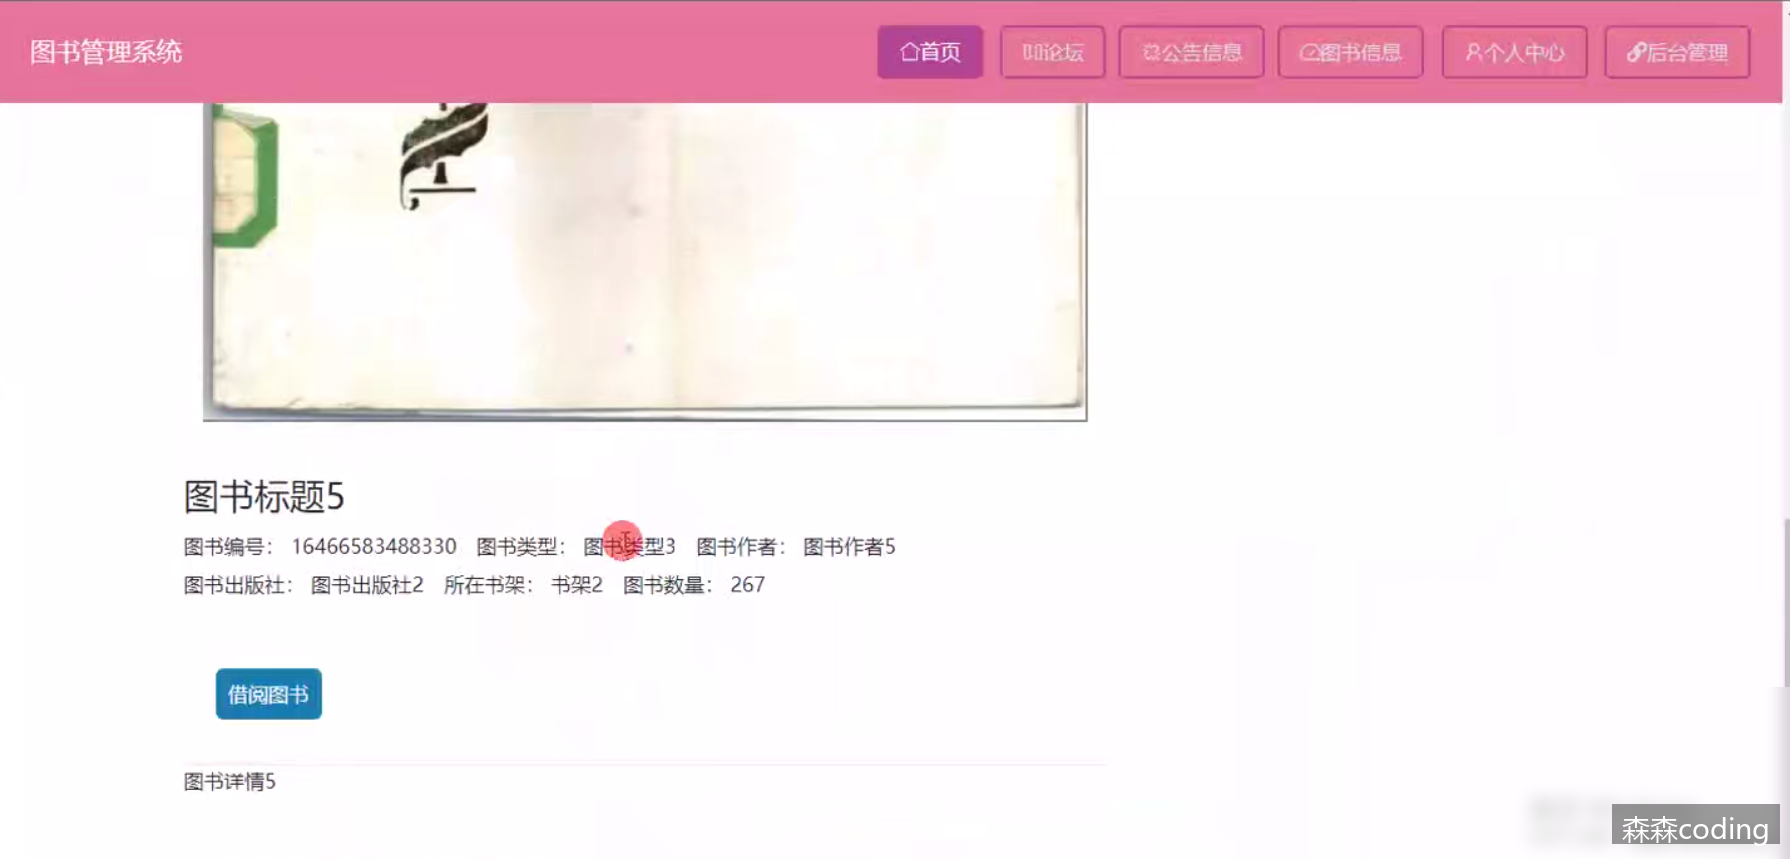 图书管理系统
首页
论坛
公告信息
图书信息
个人中心
后台管理
图书标题5
图书编号： 16466583488330 图书类型： 图书类型3 图书作者： 图书作者5
图书出版社： 图书出版社2 所在书架： 书架2 图书数量： 267
借阅图书
图书详情5
森森coding